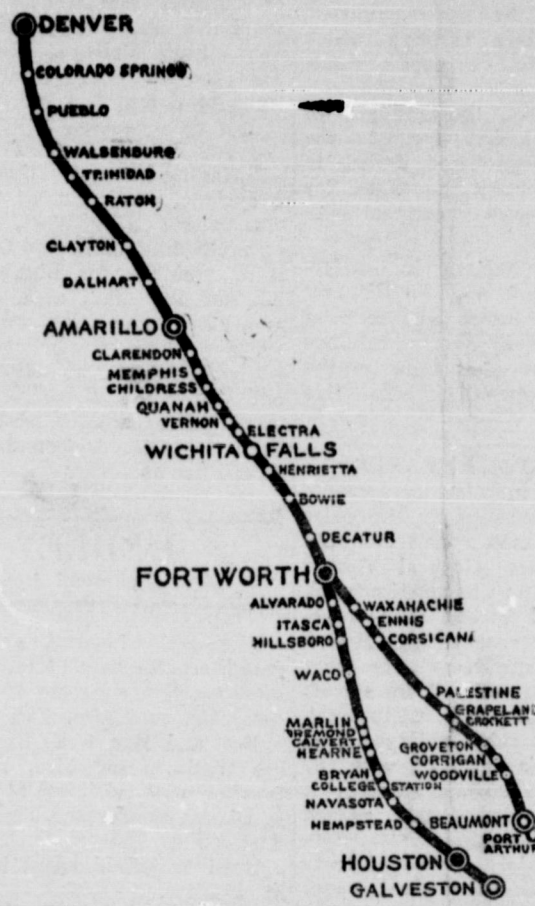 DENVER
COLORADO SPRINGS
PUEBLO
WALSENBURG
TRINIDAD
RATON
CLAYTON
DALHART
AMARILLO
CLARENDON
MEMPHIS
CHILDRESS
QUANAH
VERNON
ELECTRA
WICHITA FALLS
HENRIETTA
BOWIE
DECATUR
FORT WORTH
ALVARADO
WAXAHACHIE
ENNIS
ITASCA
HILLSBORO
CORSICANA
WACO
PALESTINE
GRAPELAND
CROCKETT
MARLIN
BREMOND
CALVERT
HEARNE
GROVETON
CORRIGAN
WOODVILLE
BRYAN
COLLEGE STATION
NAVASOTA
HEMPSTEAD
BEAUMONT
PORT
ARTHUR
HOUSTON
GALVESTON